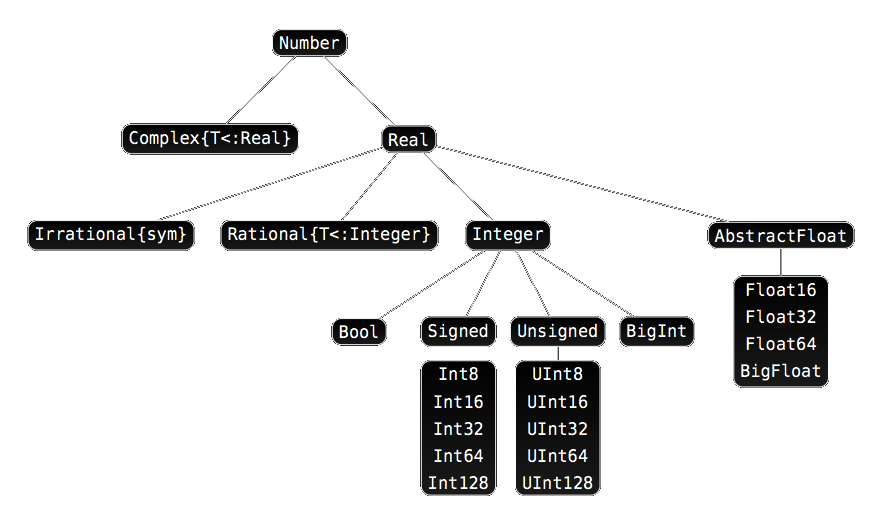 Number
Complex{T<:Real}
Real
Irrational{sym}
Rational{T<:Integer}
Integer
AbstractFloat
Float16
Float32
Float64
BigFloat
Bool
Signed
Unsigned
BigInt
Int8
Int16
Int32
Int64
Int128
UInt8
UInt16
UInt32
UInt64
UInt128